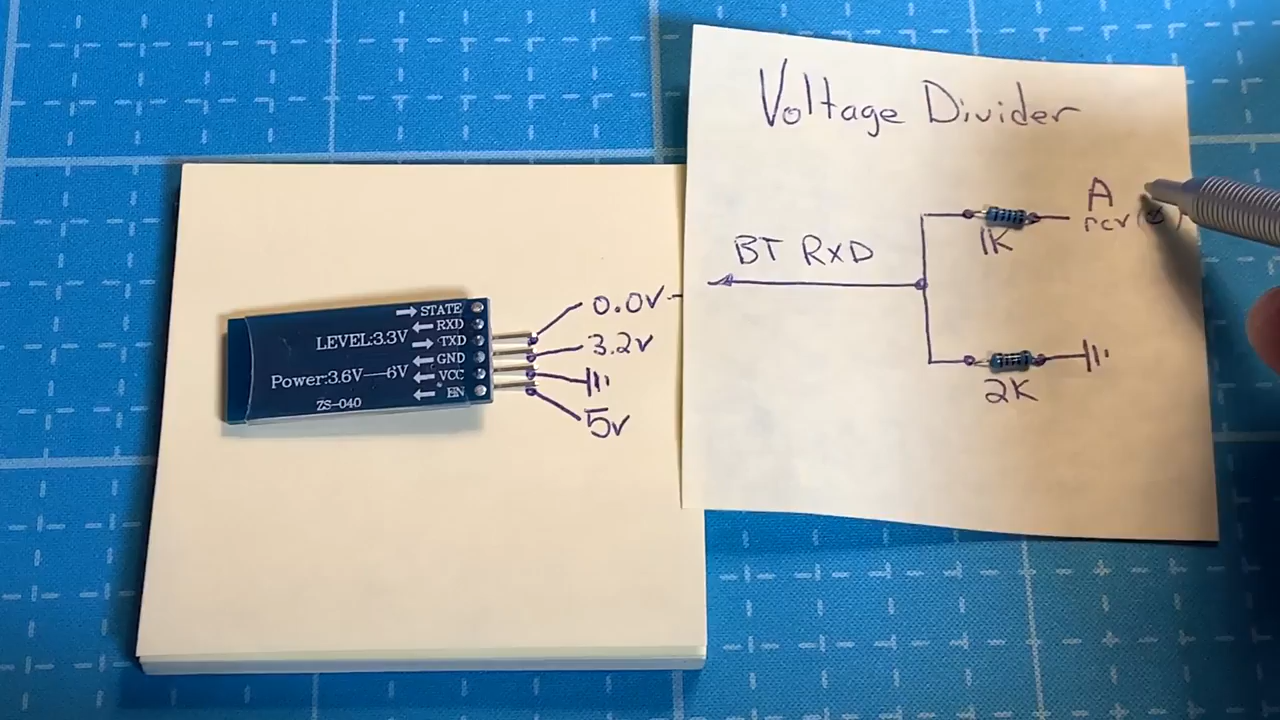 Voltage Divider
A
1K
BT RXD
2K
STATE
RXD
LEVEL:3.3V TXD
GND
Power:3.6V—6V VCC
ZS-040 EN
0.0V
3.2V
5V